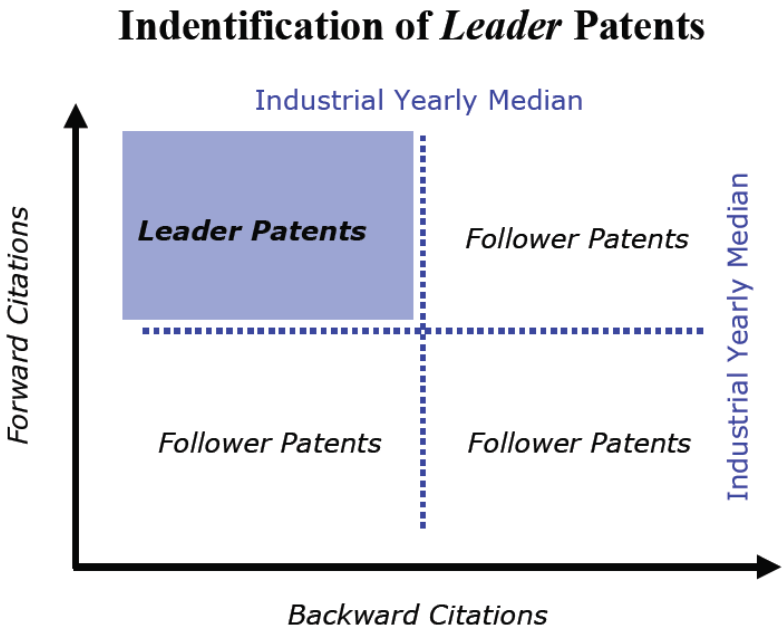 Indentification of Leader Patents
Industrial Yearly Median
Leader Patents
Follower Patents
Industrial Yearly Median
Forward Citations
Follower Patents
Follower Patents
Backward Citations